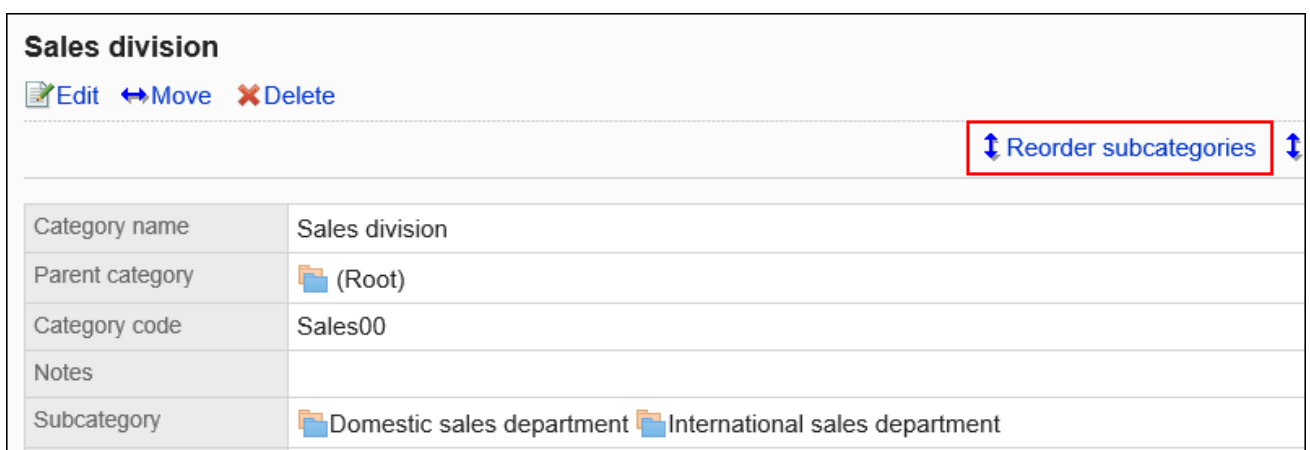 Sales division
Edit Move Delete
Reorder subcategories
Category name Sales division
Parent category (Root)
Category code Sales00
Notes
Subcategory Domestic sales department International sales department